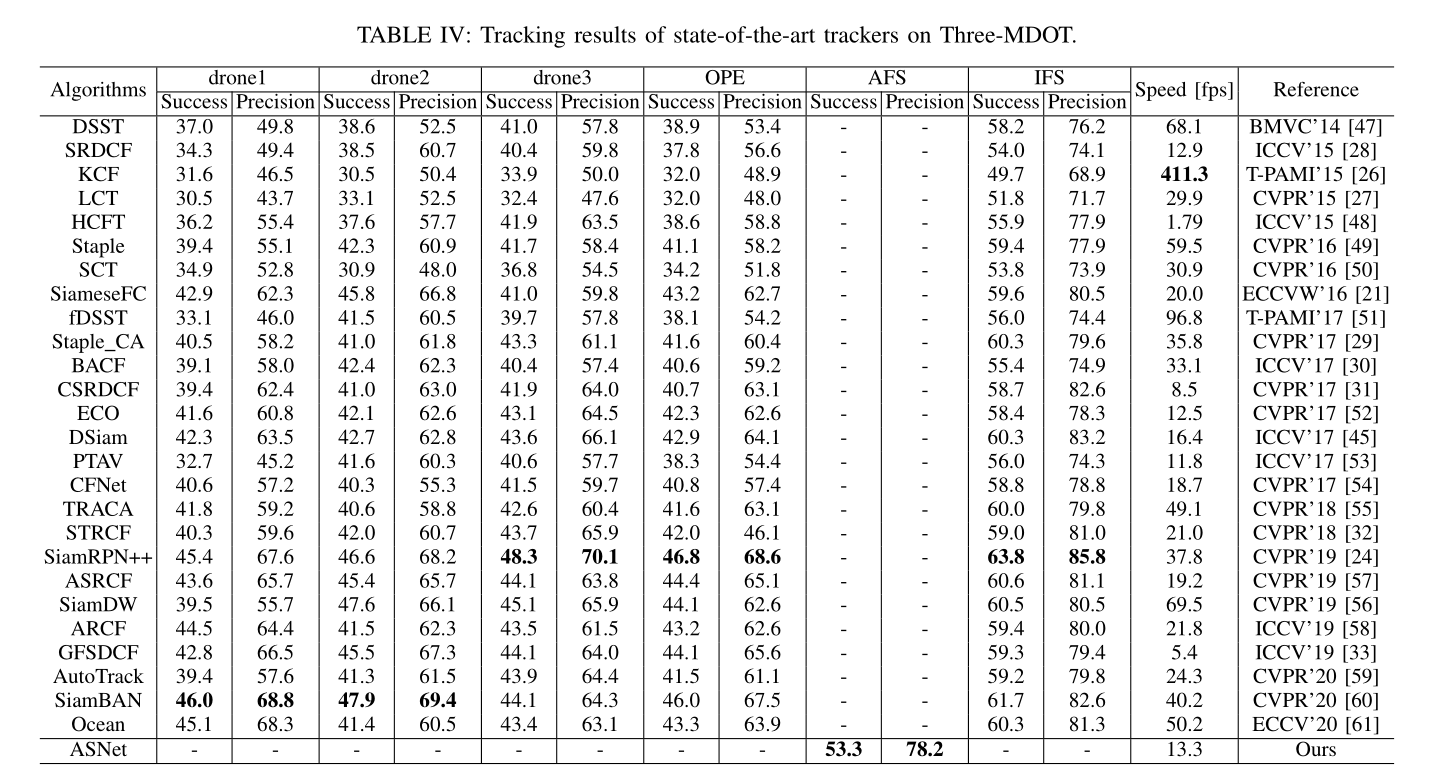 TABLE IV: Tracking results of state-of-the-art trackers on Three-MDOT.
Algorithms drone1 drone2 drone3 OPE AFS IFS Speed [fps] Reference
Success Precision Success Precision Success Precision Success Precision Success Precision Success Precision
DSST 37.0 49.8 38.6 52.5 41.0 57.8 38.9 53.4 - - 58.2 76.2 68.1 BMVC'14 [47]
SRDCF 34.3 49.4 38.5 60.7 40.4 59.8 37.8 56.6 - - 54.0 74.1 12.9 ICCV'15 [28]
KCF 31.6 46.5 30.5 50.4 33.9 50.0 32.0 48.9 - - 49.7 68.9 411.3 T-PAMI'15 [26]
LCT 30.5 43.7 33.1 52.5 32.4 47.6 32.0 48.0 - - 51.8 71.7 29.9 CVPR'15 [27]
HCFT 36.2 55.4 37.6 57.7 41.9 63.5 38.6 58.8 - - 55.9 77.9 1.79 ICCV'15 [48]
Staple 39.4 55.1 42.3 60.9 41.7 58.4 41.1 58.2 - - 59.4 77.9 59.5 CVPR'16 [49]
SCT 34.9 52.8 30.9 48.0 36.8 54.5 34.2 51.8 - - 53.8 73.9 30.9 CVPR'16 [50]
SiameseFC 42.9 62.3 45.8 66.8 41.0 59.8 43.2 62.7 - - 59.6 80.5 20.0 ECCVW'16 [21]
fDSST 33.1 46.0 41.5 60.5 39.7 57.8 38.1 54.2 - - 56.0 74.4 96.8 T-PAMI'17 [51]
Staple_CA 40.5 58.2 41.0 61.8 43.3 61.1 41.6 60.4 - - 60.3 79.6 35.8 CVPR'17 [29]
BACF 39.1 58.0 42.4 62.3 40.4 57.4 40.6 59.2 - - 55.4 74.9 33.1 ICCV'17 [30]
CSRDCF 39.4 62.4 41.0 63.0 41.9 64.0 40.7 63.1 - - 58.7 82.6 8.5 CVPR'17 [31]
ECO 41.6 60.8 42.1 62.6 43.1 64.5 42.3 62.6 - - 58.4 78.3 12.5 CVPR'17 [52]
DSiam 42.3 63.5 42.7 62.8 43.6 66.1 42.9 64.1 - - 60.3 83.2 16.4 ICCV'17 [45]
PTAV 32.7 45.2 41.6 60.3 40.6 57.7 38.3 54.4 - - 56.0 74.3 11.8 ICCV'17 [53]
CFNet 40.6 57.2 40.3 55.3 41.5 59.7 40.8 57.4 - - 58.8 78.8 18.7 CVPR'17 [54]
TRACA 41.8 59.2 40.6 58.8 42.6 60.4 41.6 63.1 - - 60.0 79.8 49.1 CVPR'18 [55]
STRCF 40.3 59.6 42.0 60.7 43.7 65.9 42.0 46.1 - - 59.0 81.0 21.0 CVPR'18 [32]
SiamRPN++ 45.4 67.6 46.6 68.2 48.3 70.1 46.8 68.6 - - 63.8 85.8 37.8 CVPR'19 [24]
ASRCF 43.6 65.7 45.4 65.7 44.1 63.8 44.4 65.1 - - 60.6 81.1 19.2 CVPR'19 [57]
SiamDW 39.5 55.7 47.6 66.1 45.1 65.9 44.1 62.6 - - 60.5 80.5 69.5 CVPR'19 [56]
ARCF 44.5 64.4 41.5 62.3 43.5 61.5 43.2 62.6 - - 59.4 80.0 21.8 ICCV'19 [58]
GFSDCF 42.8 66.5 45.5 67.3 44.1 64.0 44.1 65.6 - - 59.3 79.4 5.4 ICCV'19 [33]
AutoTrack 39.4 57.6 41.3 61.5 43.9 64.4 41.5 61.1 - - 59.2 79.8 24.3 CVPR'20 [59]
SiamBAN 46.0 68.8 47.9 69.4 44.1 64.3 46.0 67.5 - - 61.7 82.6 40.2 CVPR'20 [60]
Ocean 45.1 68.3 41.4 60.5 43.4 63.1 43.3 63.9 - - 60.3 81.3 50.2 ECCV'20 [61]
ASNet - - - - - - - - 53.3 78.2 - - 13.3 Ours